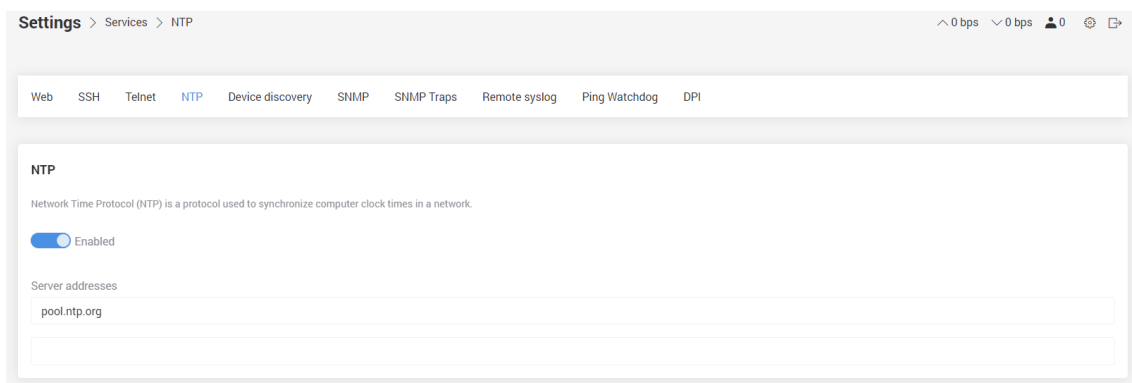 Settings > Services > NTP
0 bps 0 bps 0
Web SSH Telnet NTP Device discovery SNMP SNMP Traps Remote syslog Ping Watchdog DPI
NTP
Network Time Protocol (NTP) is a protocol used to synchronize computer clock times in a network.
Enabled
Server addresses
pool.ntp.org